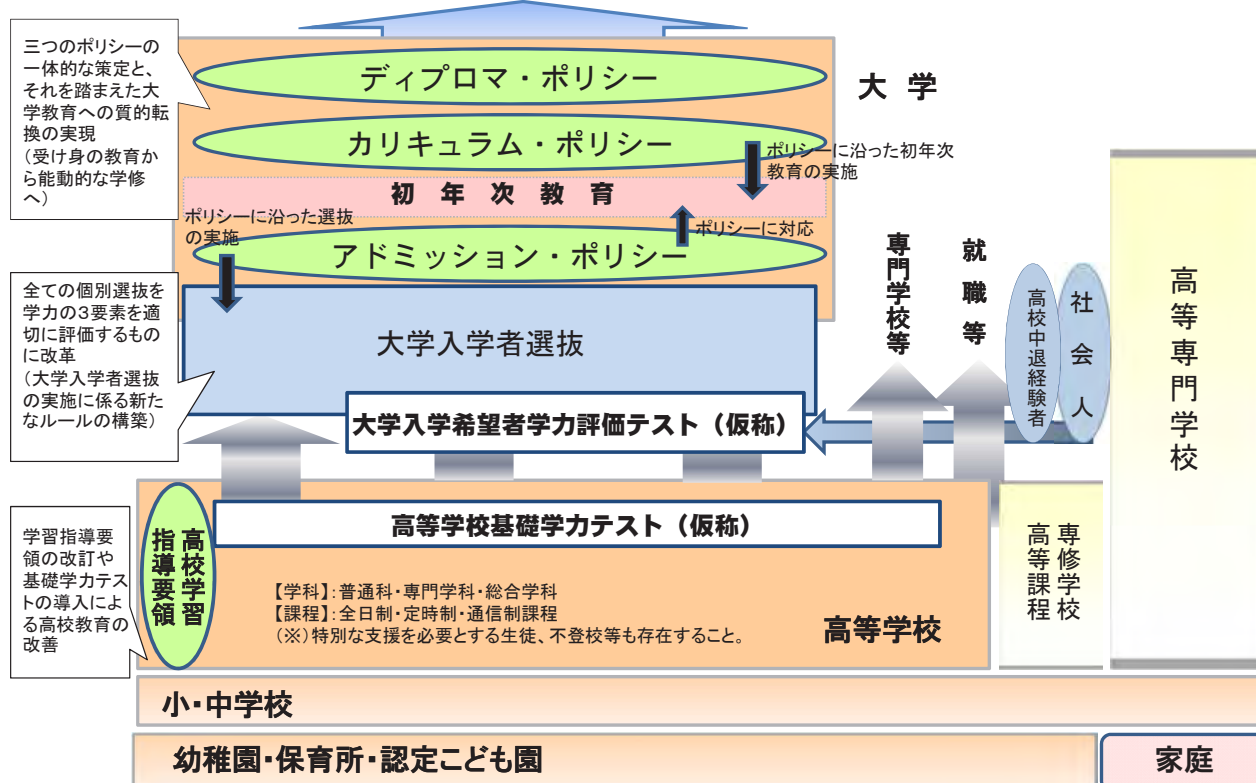 三つのポリシーの
一体的な策定と、
それを踏まえた大
学教育への質的転
換の実現
(受け身の教育か
ら能動的な学修
へ)
ディプロマ・ポリシー
大 学
カリキュラム・ポリシー
ポリシーに沿った初年次
教育の実施
初 年 次 教 育
ポリシーに沿った選抜
の実施
ポリシーに対応
アドミッション・ポリシー
全ての個別選抜を
学力の3要素を適
切に評価するもの
に改革
(大学入学者選抜
の実施に係る新た
なルールの構築)
大学入学者選抜
大学入学希望者学力評価テスト(仮称)
専門学校等
就職等
高校中退経験者
社会人
高等専門学校
学習指導要
領の改訂や
基礎学力テス
トの導入によ
る高校教育の
改善
高校学習
指導要領
高等学校基礎学力テスト(仮称)
【学科】:普通科・専門学科・総合学科
【課程】:全日制・定時制・通信制課程
(※)特別な支援を必要とする生徒、不登校等も存在すること。
高等学校
専修学校
高等課程
小・中学校
幼稚園・保育所・認定こども園
家庭